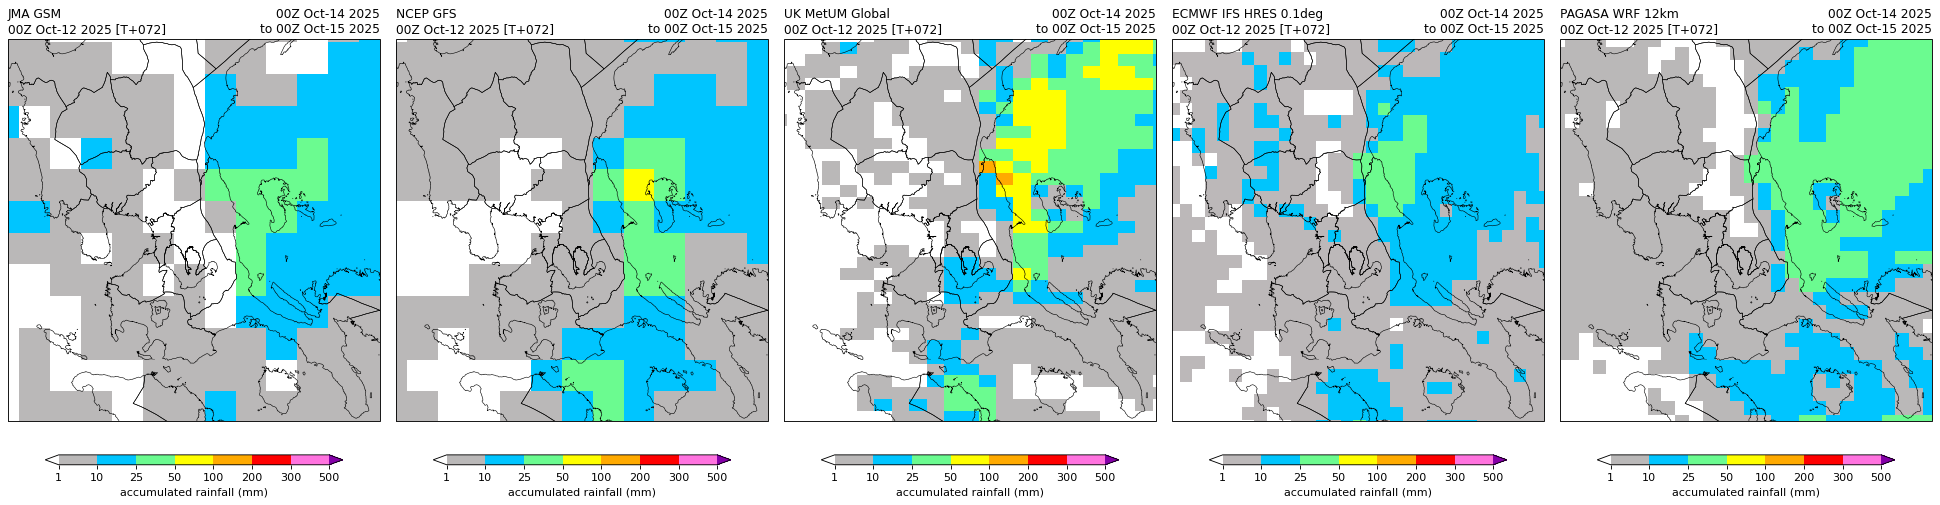 JMA GSM 00Z Oct-14 2025
00Z Oct-12 2025 [T+072] to 00Z Oct-15 2025
1 10 25 50 100 200 300 500
accumulated rainfall (mm)
NCEP GFS 00Z Oct-14 2025
00Z Oct-12 2025 [T+072] to 00Z Oct-15 2025
1 10 25 50 100 200 300 500
accumulated rainfall (mm)
UK MetUM Global 00Z Oct-14 2025
00Z Oct-12 2025 [T+072] to 00Z Oct-15 2025
1 10 25 50 100 200 300 500
accumulated rainfall (mm)
ECMWF IFS HRES 0.1deg 00Z Oct-14 2025
00Z Oct-12 2025 [T+072] to 00Z Oct-15 2025
1 10 25 50 100 200 300 500
accumulated rainfall (mm)
PAGASA WRF 12km 00Z Oct-14 2025
00Z Oct-12 2025 [T+072] to 00Z Oct-15 2025
1 10 25 50 100 200 300 500
accumulated rainfall (mm)